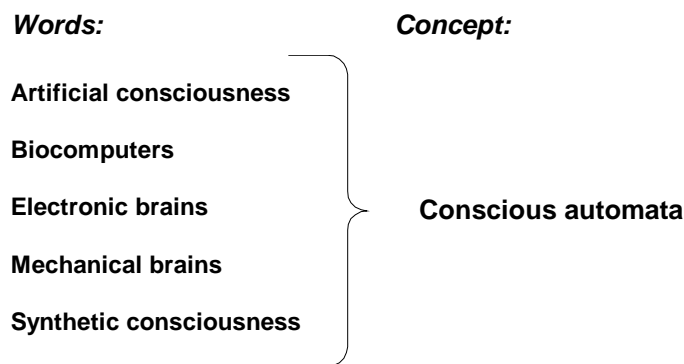 Words:
Concept:
Artificial consciousness
Biocomputers
Electronic brains
Conscious automata
Mechanical brains
Synthetic consciousness